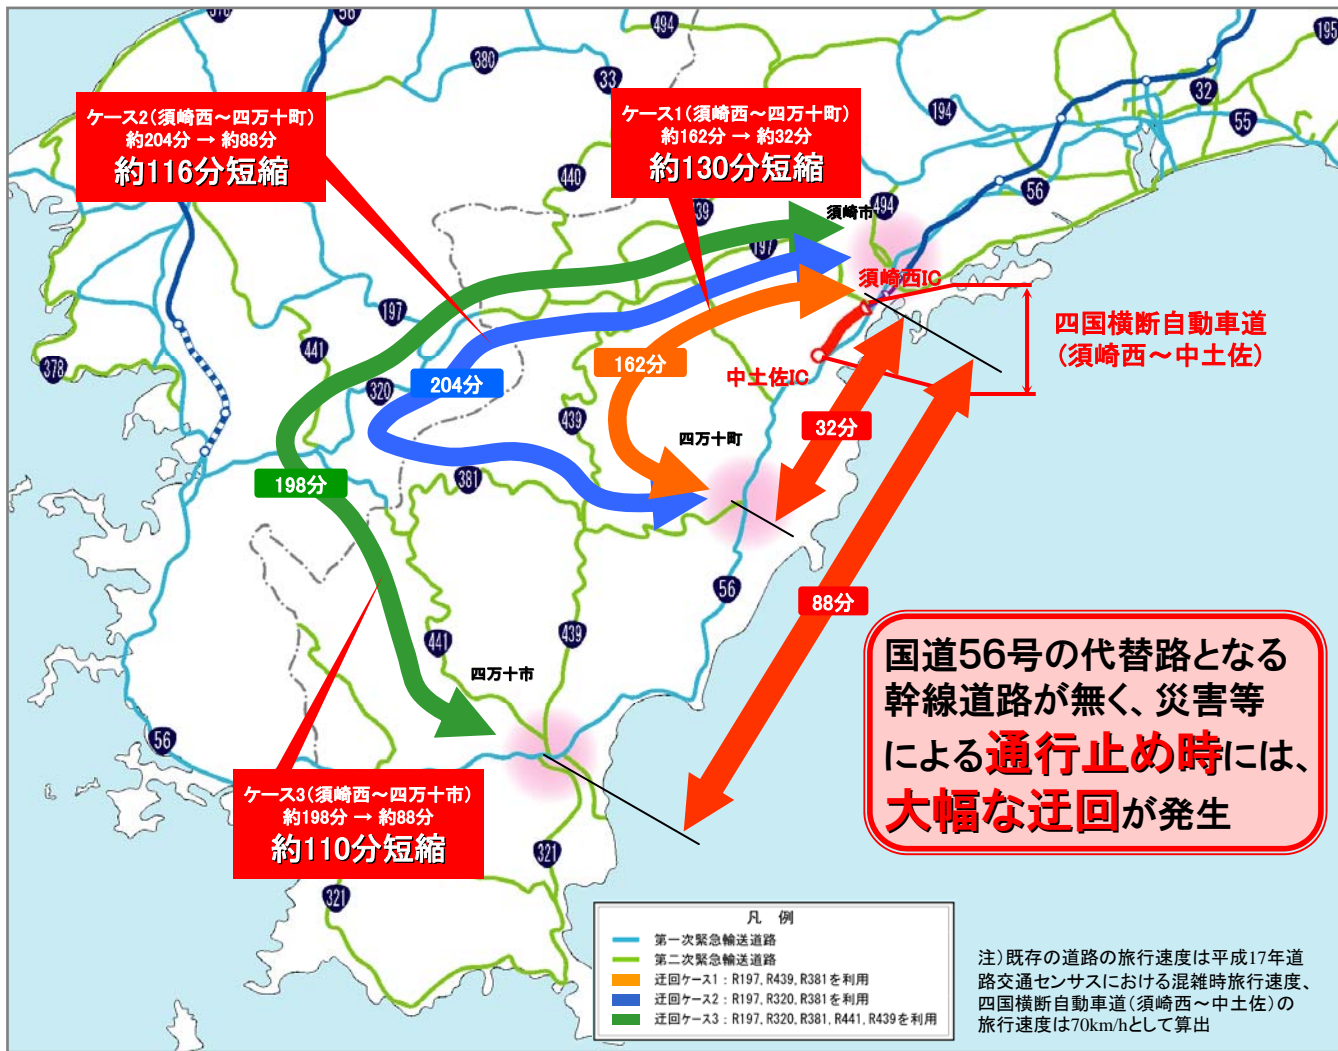 378
56
494
195
380
33
32
194
55
ケース2(須崎西～四万十町)
約204分 → 約88分
約116分短縮
ケース1(須崎西～四万十町)
約162分 → 約32分
約130分短縮
440
56
439
須崎市
494
197
須崎西IC
197
四国横断自動車道
(須崎西～中土佐)
441
378
162分
中土佐IC
320
204分
439
32分
四万十町
381
198分
56
88分
国道56号の代替路となる
幹線道路が無く、災害等
による通行止め時には、
大幅な迂回が発生
441
439
四万十市
56
ケース3(須崎西～四万十市)
約198分 → 約88分
約110分短縮
321
321
凡 例
第一次緊急輸送道路
第二次緊急輸送道路
迂回ケース1：R197，R439，R381を利用
迂回ケース2：R197，R320，R381を利用
迂回ケース3：R197，R320，R381，R441，R439を利用
注)既存の道路の旅行速度は平成17年道
路交通センサスにおける混雑時旅行速度、
四国横断自動車道(須崎西～中土佐)の
旅行速度は70km/hとして算出